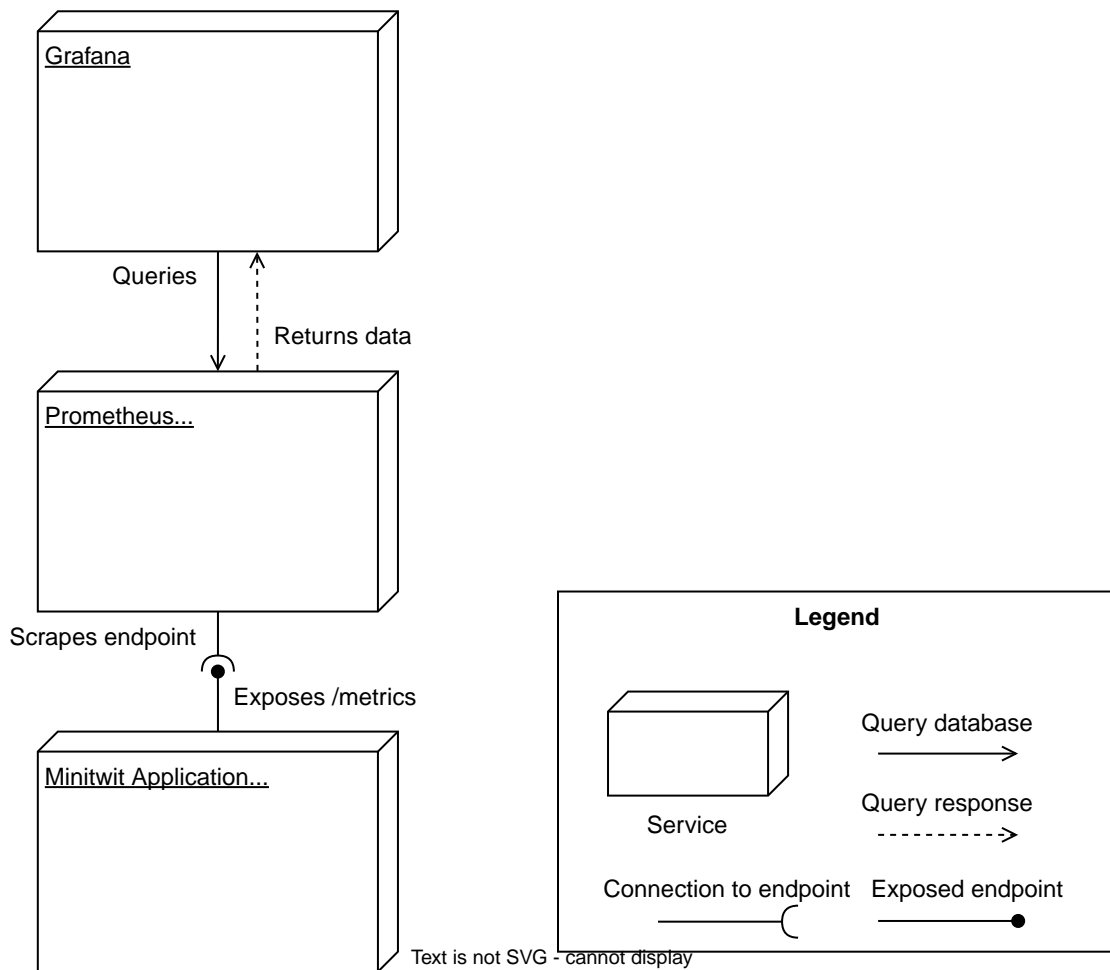 Grafana
Queries
Returns data
Prometheus...
Scrapes endpoint
Exposes /metrics
Minitwit Application...
Legend
Service
Query database
Query response
Connection to endpoint
Exposed endpoint
Text is not SVG - cannot display